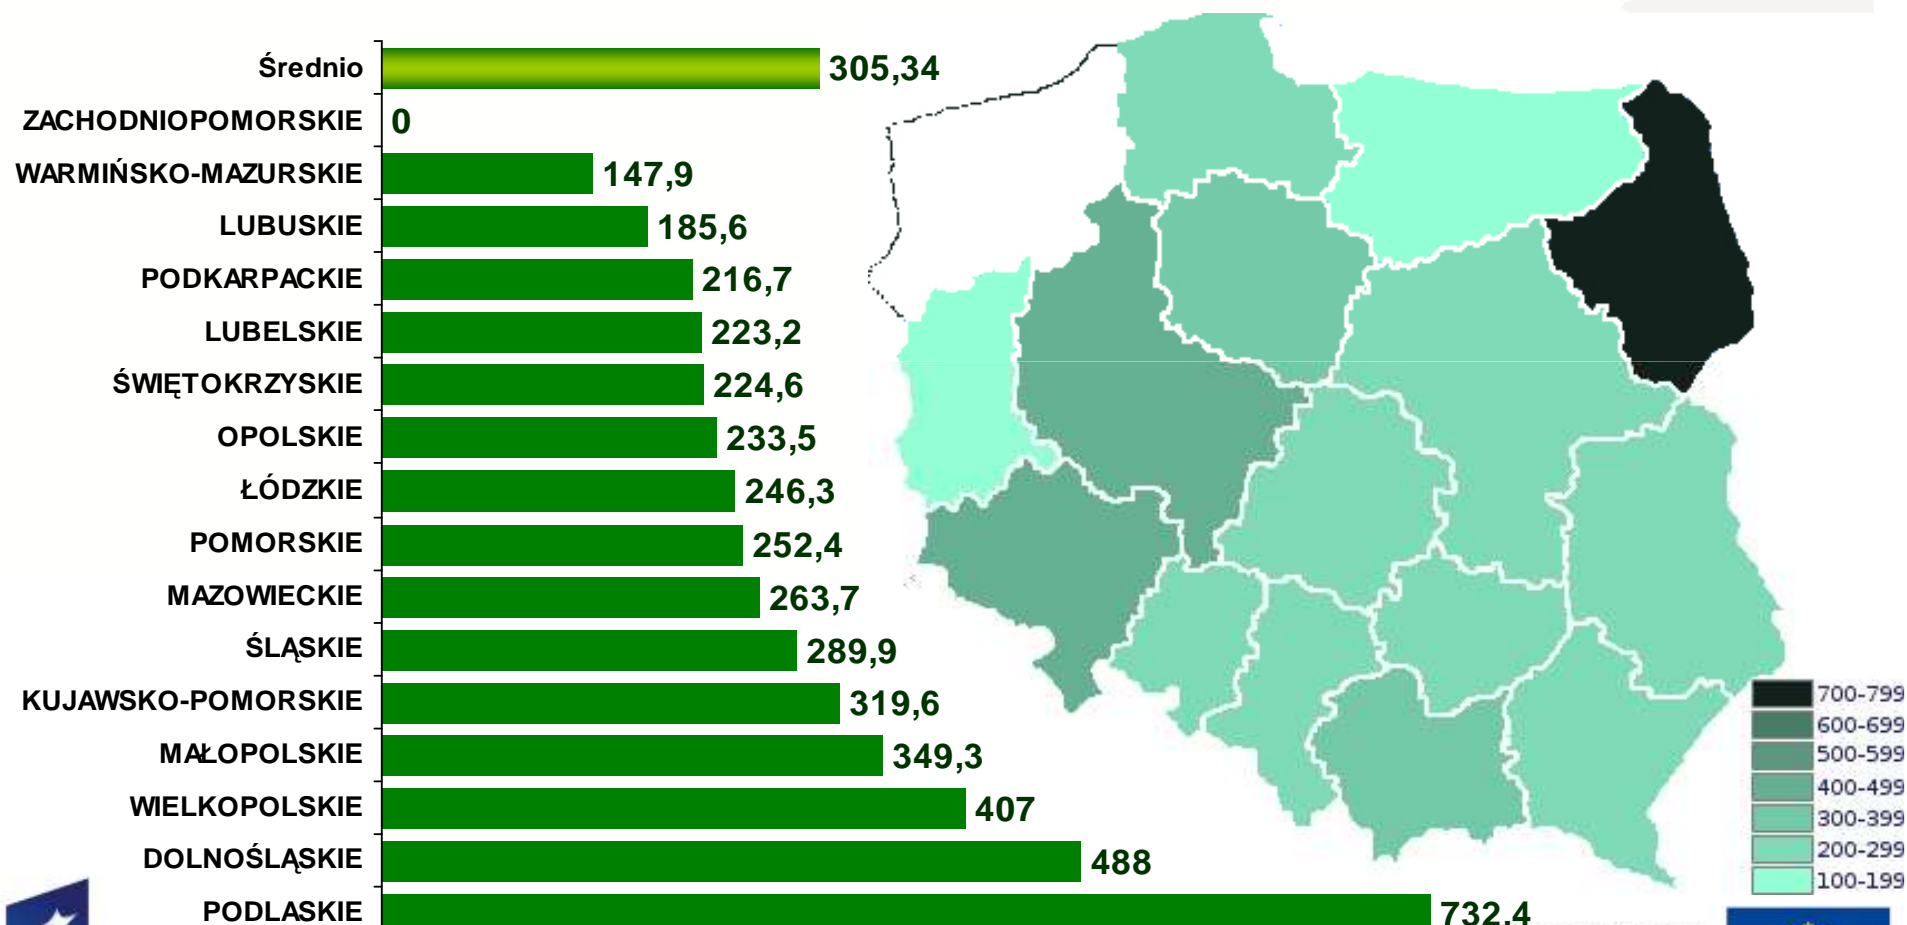 Średnio 305,34
ZACHODNIOPOMORSKIE 0
WARMIŃSKO-MAZURSKIE 147,9
LUBUSKIE 185,6
PODKARPACKIE 216,7
LUBELSKIE 223,2
ŚWIĘTOKRZYSKIE 224,6
OPOLSKIE 233,5
ŁÓDZKIE 246,3
POMORSKIE 252,4
MAZOWIECKIE 263,7
ŚLĄSKIE 289,9
KUJAWSKO-POMORSKIE 319,6
MAŁOPOLSKIE 349,3
WIELKOPOLSKIE 407
DOLNOŚLĄSKIE 488
PODLASKIE 732,4
700-799
600-699
500-599
400-499
300-399
200-299
100-199